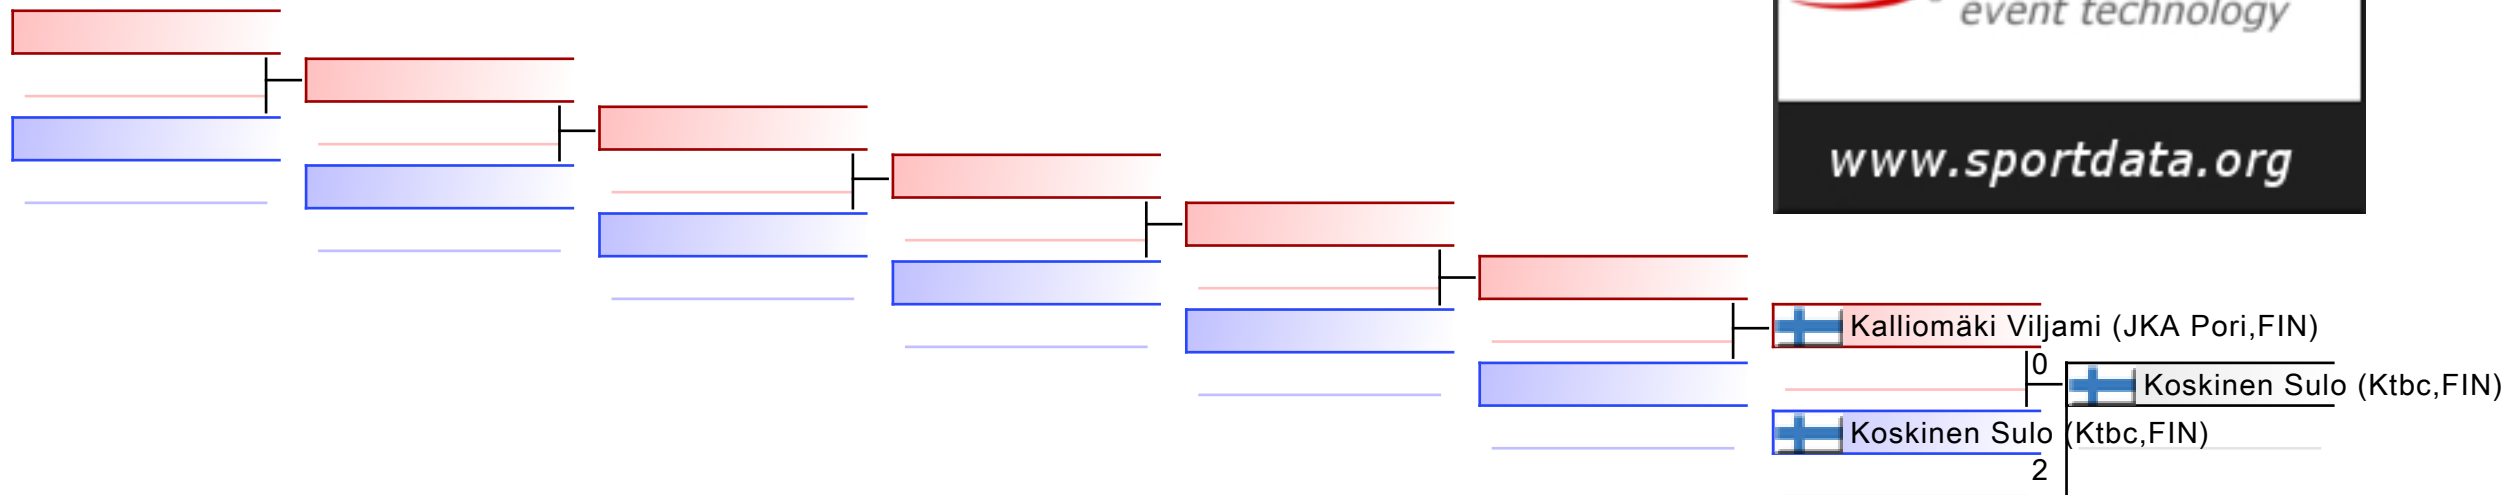 event technology
www.sportdata.org
Kalliomäki Viljami (JKA Pori,FIN)
0
Koskinen Sulo (Ktbc,FIN)
Koskinen Sulo (Ktbc,FIN)
2